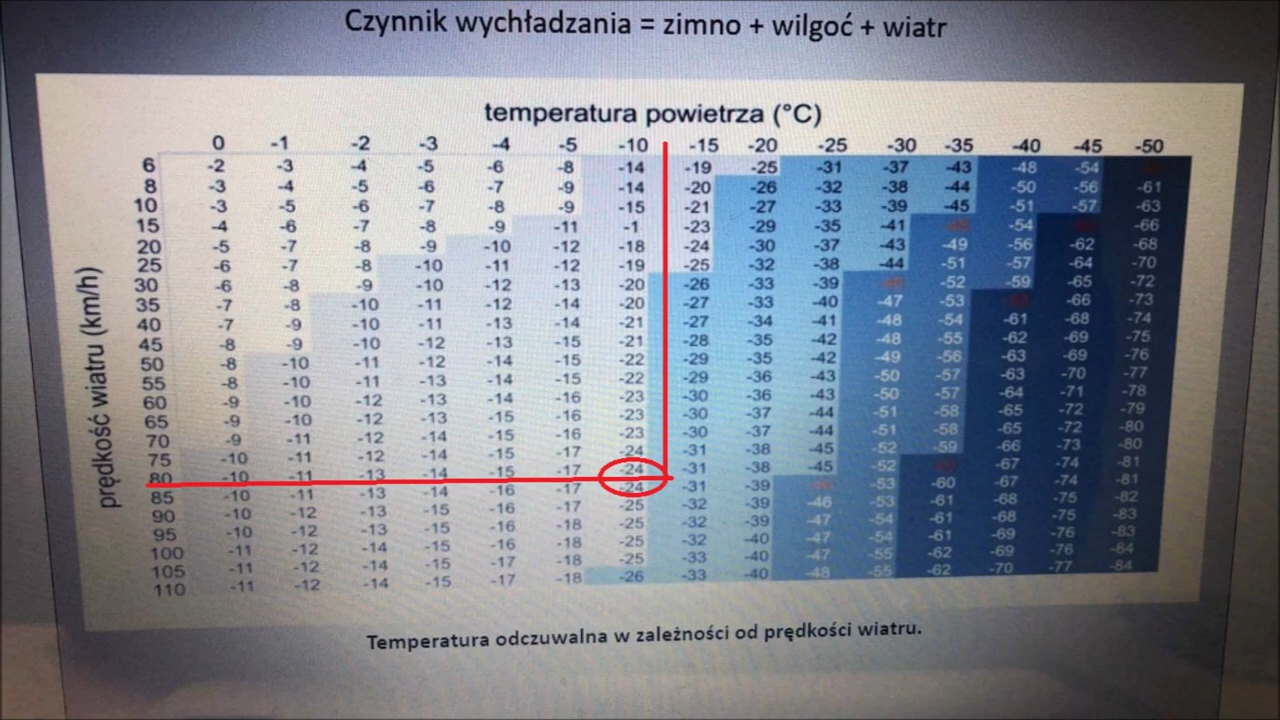 Czynnik wychładzania = zimno + wilgoć + wiatr
temperatura powietrza (°C)
0 -1 -2 -3 -4 -5 -10 -15 -20 -25 -30 -35 -40 -45 -50
prędkość wiatru (km/h)
6 -2 -3 -4 -5 -6 -8 -14 -19 -25 -31 -37 -43 -48 -54
8 -3 -4 -5 -6 -7 -9 -14 -20 -26 -32 -38 -44 -50 -56 -61
10 -3 -5 -6 -7 -8 -9 -15 -21 -27 -33 -39 -45 -51 -57 -63
15 -4 -6 -7 -8 -9 -11 -1 -23 -29 -35 -41 -54 -66
20 -5 -7 -8 -9 -10 -12 -18 -24 -30 -37 -43 -49 -56 -62 -68
25 -6 -7 -8 -10 -11 -12 -19 -25 -32 -38 -44 -51 -57 -64 -70
30 -6 -8 -9 -10 -12 -13 -20 -26 -33 -39 -52 -59 -65 -72
35 -7 -8 -10 -11 -12 -14 -20 -27 -33 -40 -47 -53 -66 -73
40 -7 -9 -10 -11 -13 -14 -21 -27 -34 -41 -48 -54 -61 -68 -74
45 -8 -9 -10 -12 -13 -15 -21 -28 -35 -42 -48 -55 -62 -69 -75
50 -8 -10 -11 -12 -14 -15 -22 -29 -35 -42 -49 -56 -63 -69 -76
55 -8 -10 -11 -13 -14 -15 -22 -29 -36 -43 -50 -57 -63 -70 -77
60 -9 -10 -12 -13 -14 -16 -23 -30 -36 -43 -50 -57 -64 -71 -78
65 -9 -10 -12 -13 -15 -16 -23 -30 -37 -44 -51 -58 -65 -72 -79
70 -9 -11 -12 -14 -15 -16 -23 -30 -37 -44 -51 -58 -65 -72 -80
75 -10 -11 -12 -14 -15 -17 -24 -31 -38 -45 -52 -59 -66 -73 -80
80 -10 -11 -13 -14 -15 -17 -24 -31 -38 -45 -52 -67 -74 -81
85 -10 -11 -13 -14 -16 -17 -24 -31 -39 -53 -60 -67 -74 -81
90 -10 -12 -13 -15 -16 -17 -25 -32 -39 -46 -53 -61 -68 -75 -82
95 -10 -12 -13 -15 -16 -18 -25 -32 -39 -47 -54 -61 -68 -75 -83
100 -11 -12 -14 -15 -16 -18 -25 -32 -40 -47 -54 -61 -69 -76 -83
105 -11 -12 -14 -15 -17 -18 -25 -33 -40 -47 -55 -62 -69 -76 -84
110 -11 -12 -14 -15 -17 -18 -26 -33 -40 -48 -55 -62 -70 -77 -84
Temperatura odczuwalna w zależności od prędkości wiatru.